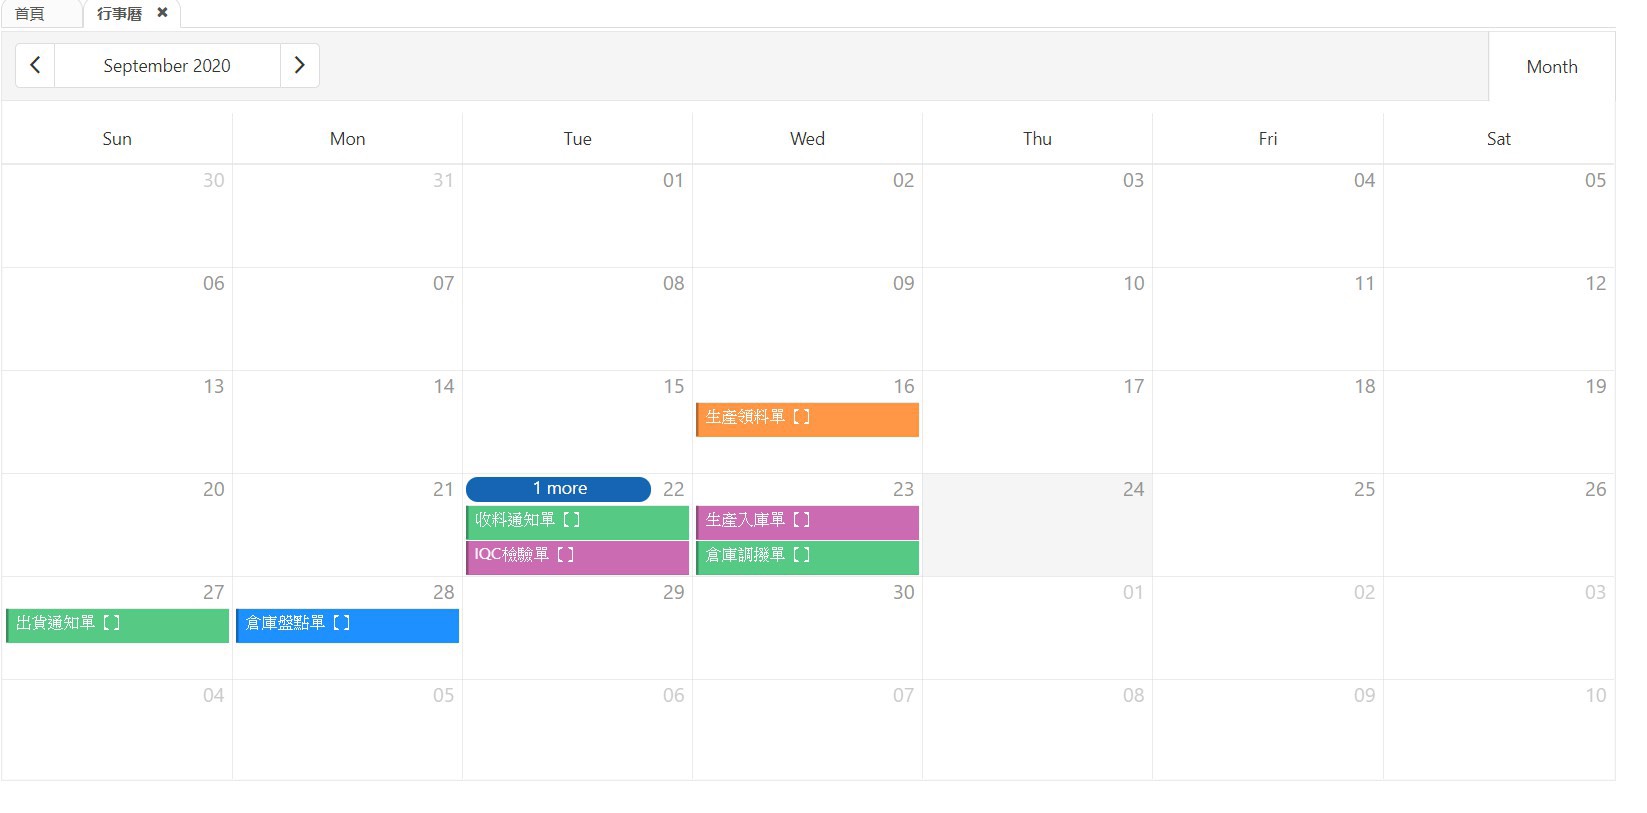 首頁 行事曆 ✖
September 2020 Month
Sun Mon Tue Wed Thu Fri Sat
30 31 01 02 03 04 05
06 07 08 09 10 11 12
13 14 15 16 17 18 19
生產領料單【】
20 21 1 more 22 23 24 25 26
收料通知單【】 生產入庫單【】
IQC檢驗單【】 倉庫調撥單【】
27 28 29 30 01 02 03
出貨通知單【】 倉庫盤點單【】
04 05 06 07 08 09 10